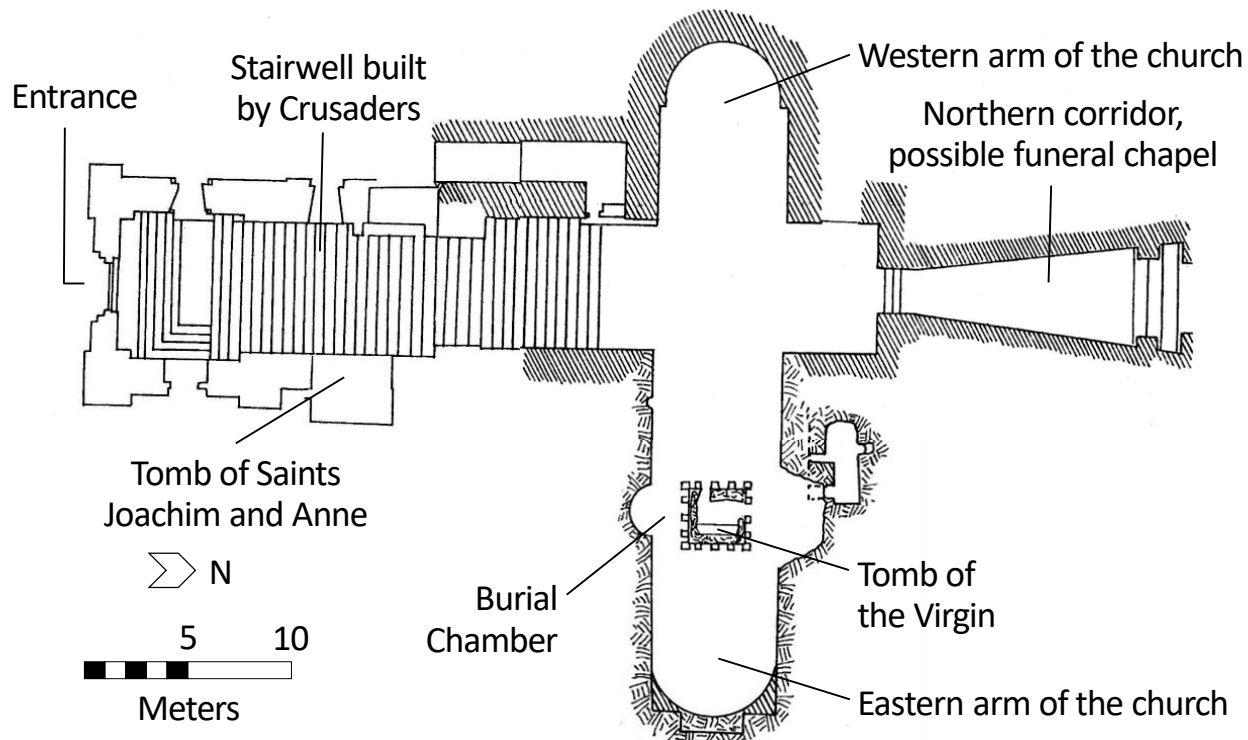 Western arm of the church
Stairwell built
by Crusaders
Entrance
Northern corridor,
possible funeral chapel
Tomb of Saints
Joachim and Anne
N
Burial
Chamber
Tomb of
the Virgin
5 10
Meters
Eastern arm of the church